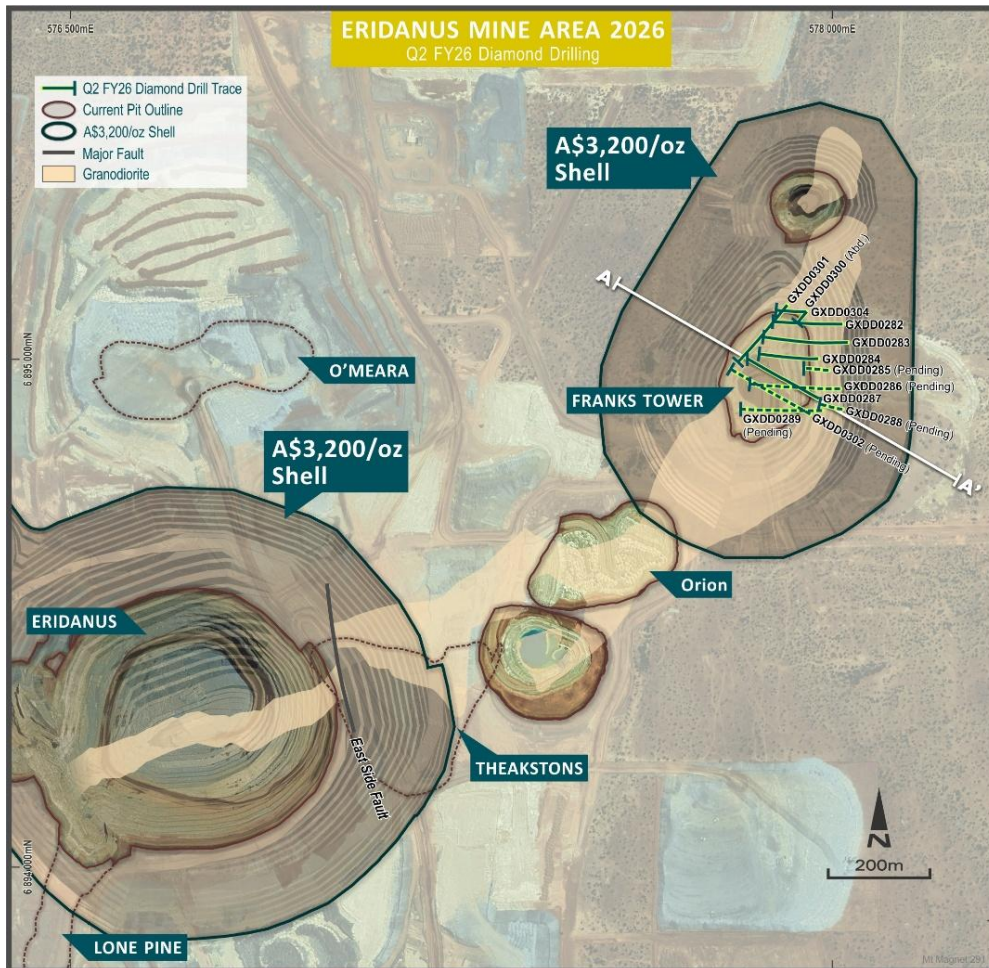 ERIDANUS MINE AREA 2026
Q2 FY26 Diamond Drilling
576 500mE
578 000mE
Q2 FY26 Diamond Drill Trace
Current Pit Outline
A$3,200/oz Shell
Major Fault
Granodiorite
A$3,200/oz
Shell
A
GXDD0301
GXDD0300 (Abd.)
GXDD0304
GXDD0282
GXDD0283
GXDD0284
GXDD0285 (Pending)
GXDD0286 (Pending)
GXDD0287
GXDD0288 (Pending)
GXDD0289
(Pending)
GXDD0302 (Pending)
A'
6 895 000mN
O'MEARA
FRANKS TOWER
A$3,200/oz
Shell
Orion
ERIDANUS
East Side Fault
THEAKSTONS
N
200m
6 894 000mN
LONE PINE